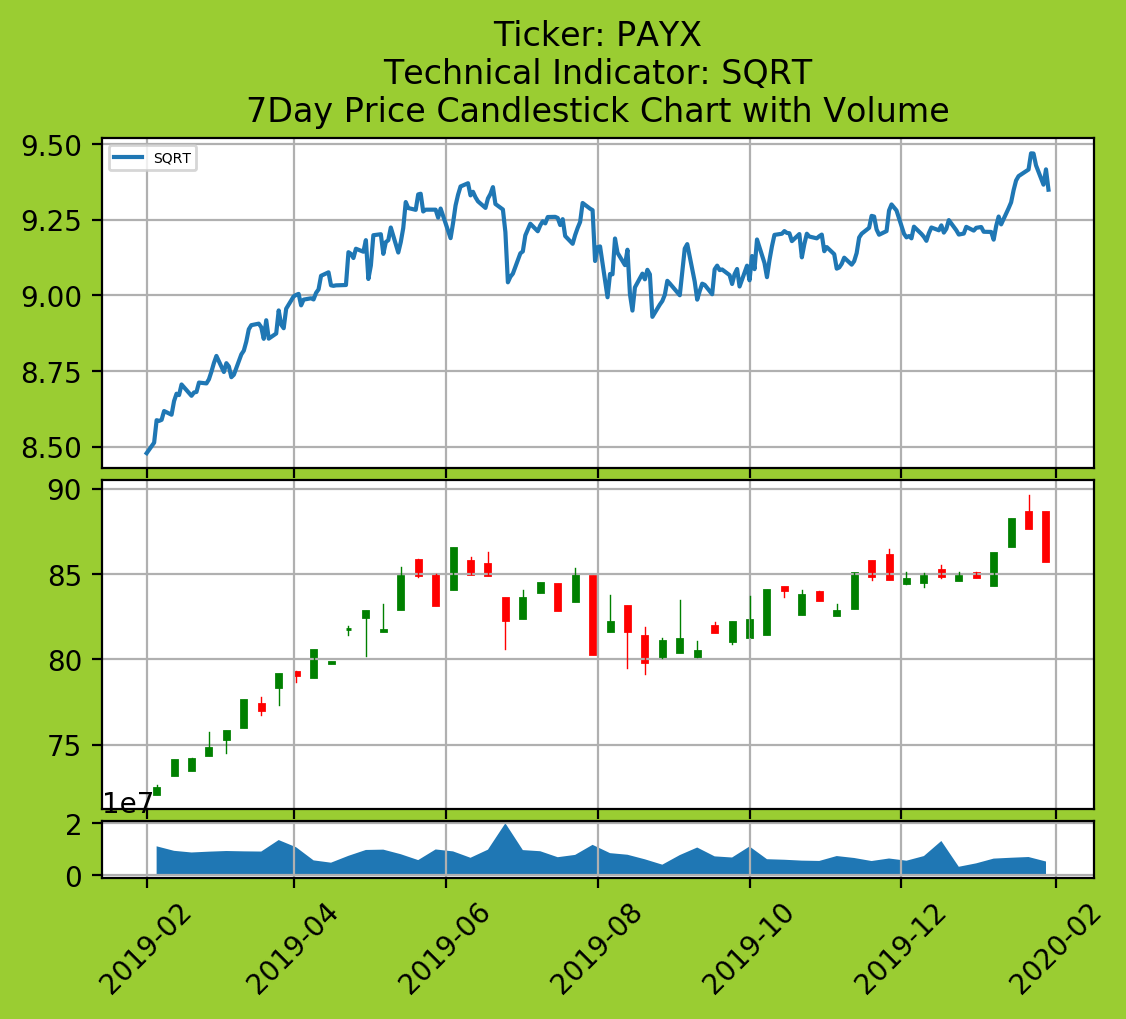 Ticker: PAYX
Technical Indicator: SQRT
7Day Price Candlestick Chart with Volume
9.50
SQRT
9.25
9.00
8.75
8.50
90
85
80
75
1e7
2
0
2019-02 2019-04 2019-06 2019-08 2019-10 2019-12 2020-02